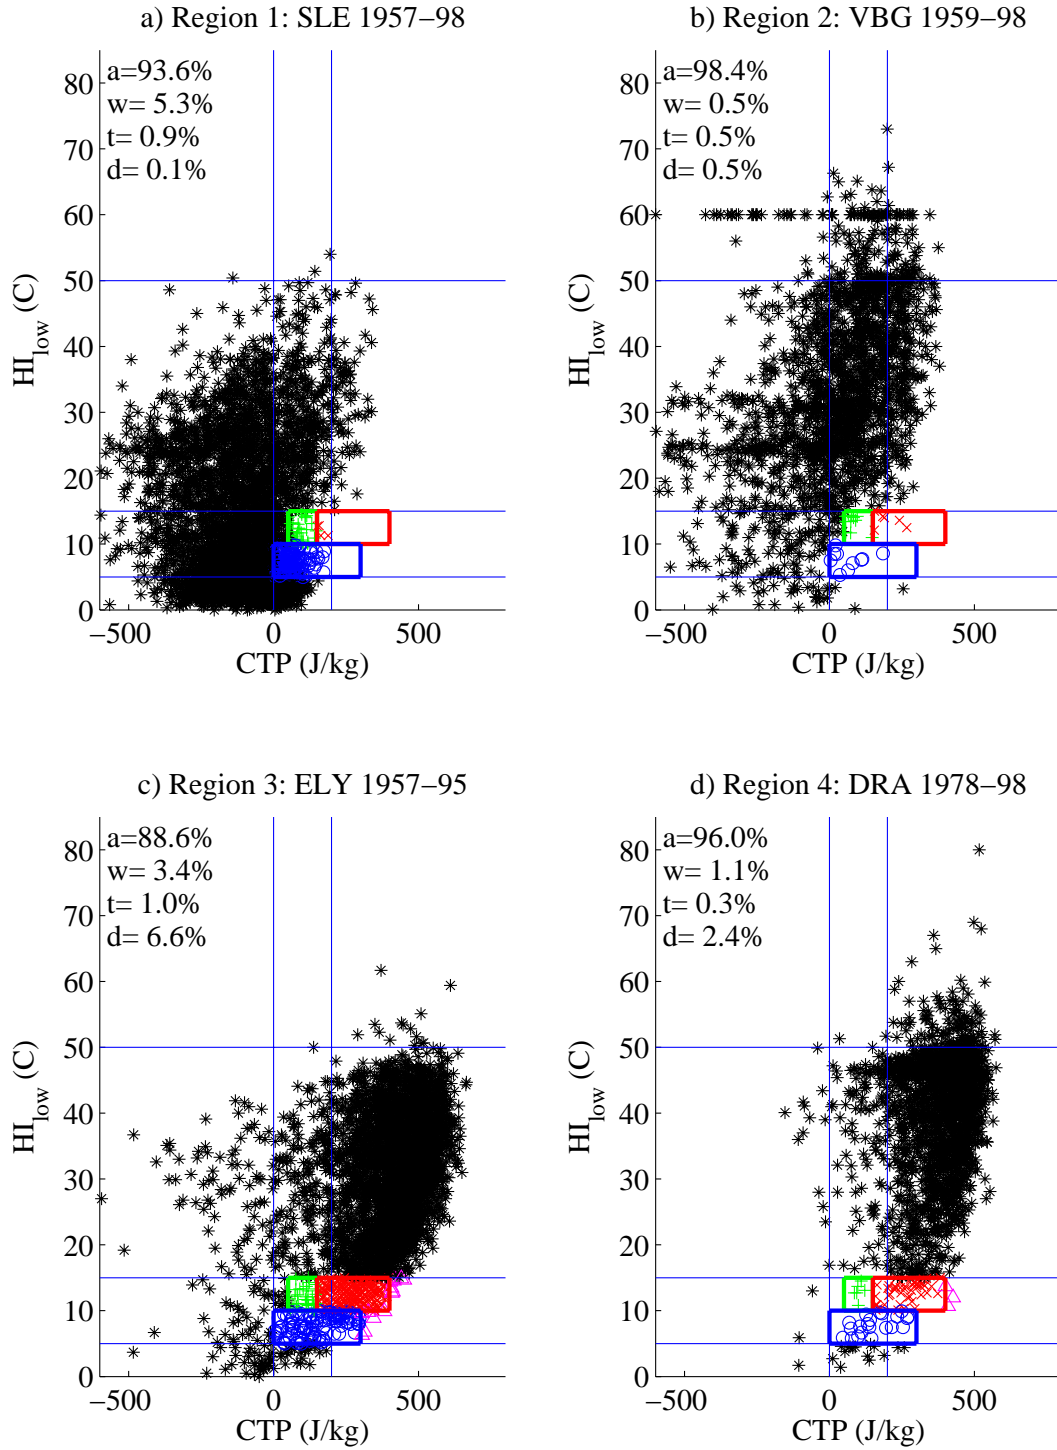 a) Region 1: SLE 1957–98
a=93.6%
w= 5.3%
t= 0.9%
d= 0.1%
80
70
60
50
40
30
20
10
0
HI_low (C)
−500 0 500
CTP (J/kg)
b) Region 2: VBG 1959–98
a=98.4%
w= 0.5%
t= 0.5%
d= 0.5%
80
70
60
50
40
30
20
10
0
HI_low (C)
−500 0 500
CTP (J/kg)
c) Region 3: ELY 1957–95
a=88.6%
w= 3.4%
t= 1.0%
d= 6.6%
80
70
60
50
40
30
20
10
0
HI_low (C)
−500 0 500
CTP (J/kg)
d) Region 4: DRA 1978–98
a=96.0%
w= 1.1%
t= 0.3%
d= 2.4%
80
70
60
50
40
30
20
10
0
HI_low (C)
−500 0 500
CTP (J/kg)